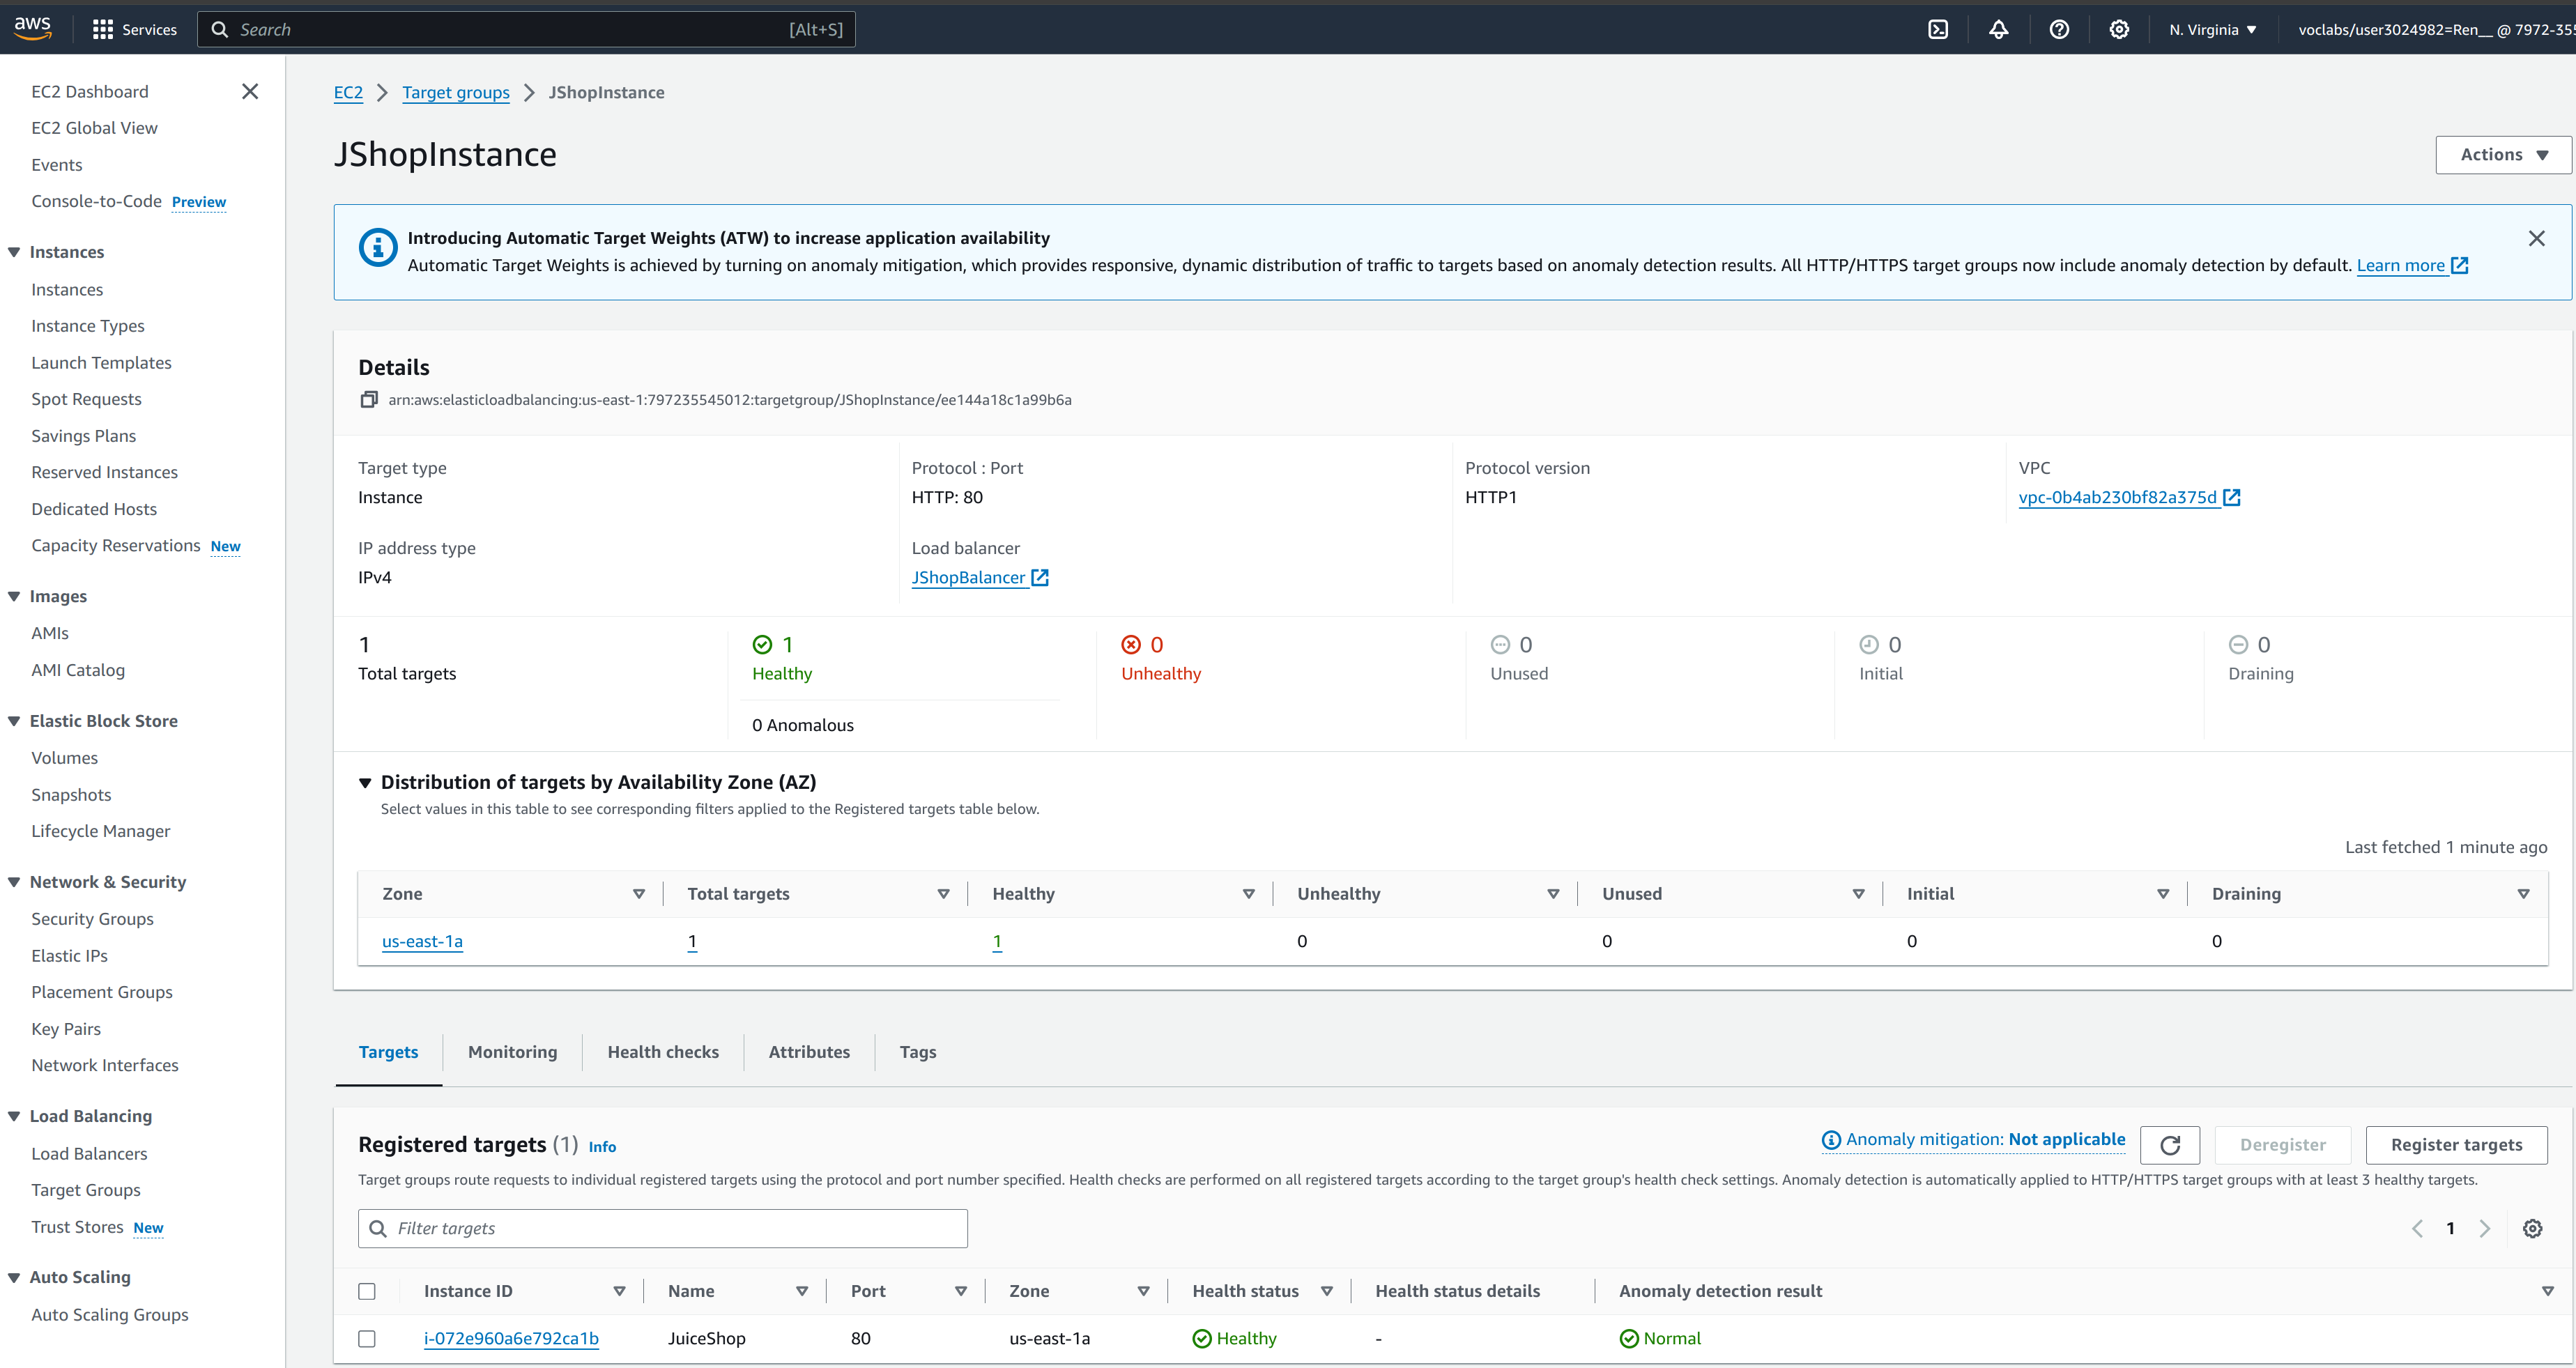 aws
Services
Search
[Alt+S]
N. Virginia
voclabs/user3024982=Ren__ @ 7972-355
EC2 Dashboard
EC2 Global View
Events
Console-to-Code Preview
Instances
Instances
Instance Types
Launch Templates
Spot Requests
Savings Plans
Reserved Instances
Dedicated Hosts
Capacity Reservations New
Images
AMIs
AMI Catalog
Elastic Block Store
Volumes
Snapshots
Lifecycle Manager
Network & Security
Security Groups
Elastic IPs
Placement Groups
Key Pairs
Network Interfaces
Load Balancing
Load Balancers
Target Groups
Trust Stores New
Auto Scaling
Auto Scaling Groups
EC2 > Target groups > JShopInstance
JShopInstance
Actions
Introducing Automatic Target Weights (ATW) to increase application availability
Automatic Target Weights is achieved by turning on anomaly mitigation, which provides responsive, dynamic distribution of traffic to targets based on anomaly detection results. All HTTP/HTTPS target groups now include anomaly detection by default. Learn more
Details
arn:aws:elasticloadbalancing:us-east-1:797235545012:targetgroup/JShopInstance/ee144a18c1a99b6a
Target type
Instance
Protocol : Port
HTTP: 80
Protocol version
HTTP1
VPC
vpc-0b4ab230bf82a375d
IP address type
IPv4
Load balancer
JShopBalancer
1
Total targets
1
Healthy
0 Anomalous
0
Unhealthy
0
Unused
0
Initial
0
Draining
Distribution of targets by Availability Zone (AZ)
Select values in this table to see corresponding filters applied to the Registered targets table below.
Last fetched 1 minute ago
Zone Total targets Healthy Unhealthy Unused Initial Draining
us-east-1a 1 1 0 0 0 0
Targets Monitoring Health checks Attributes Tags
Registered targets (1) Info
Anomaly mitigation: Not applicable
Deregister
Register targets
Target groups route requests to individual registered targets using the protocol and port number specified. Health checks are performed on all registered targets according to the target group's health check settings. Anomaly detection is automatically applied to HTTP/HTTPS target groups with at least 3 healthy targets.
Filter targets
1
Instance ID Name Port Zone Health status Health status details Anomaly detection result
i-072e960a6e792ca1b JuiceShop 80 us-east-1a Healthy - Normal